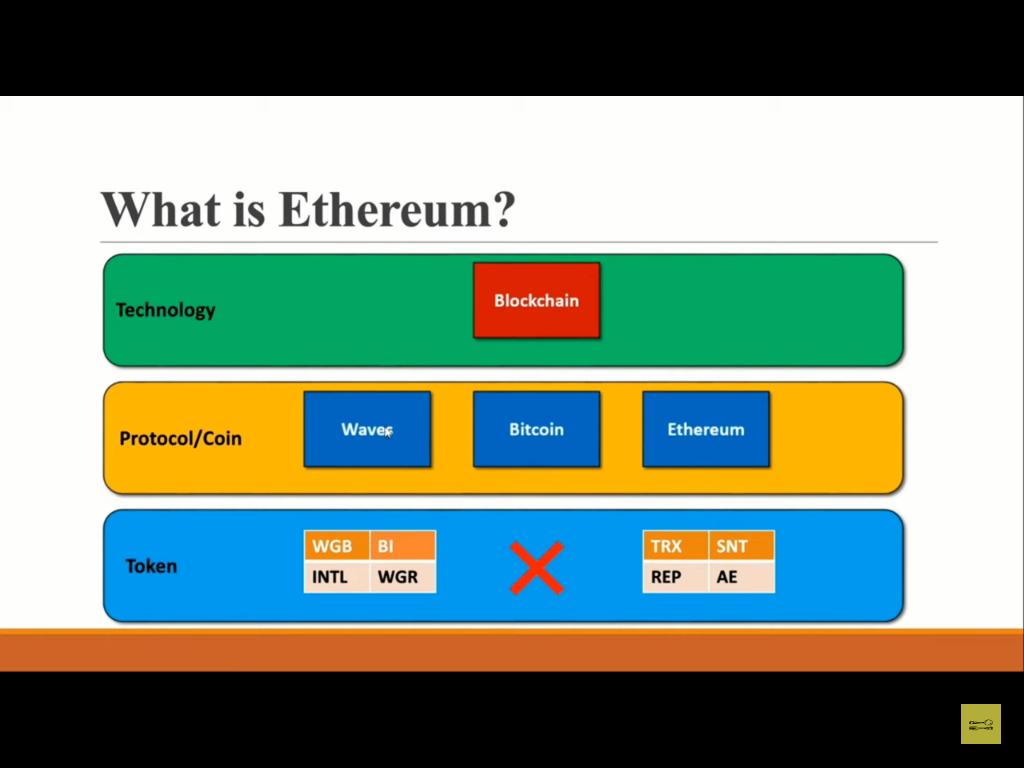 What is Ethereum?
Technology
Blockchain
Protocol/Coin
Waves
Bitcoin
Ethereum
Token
WGB BI
INTL WGR
TRX SNT
REP AE